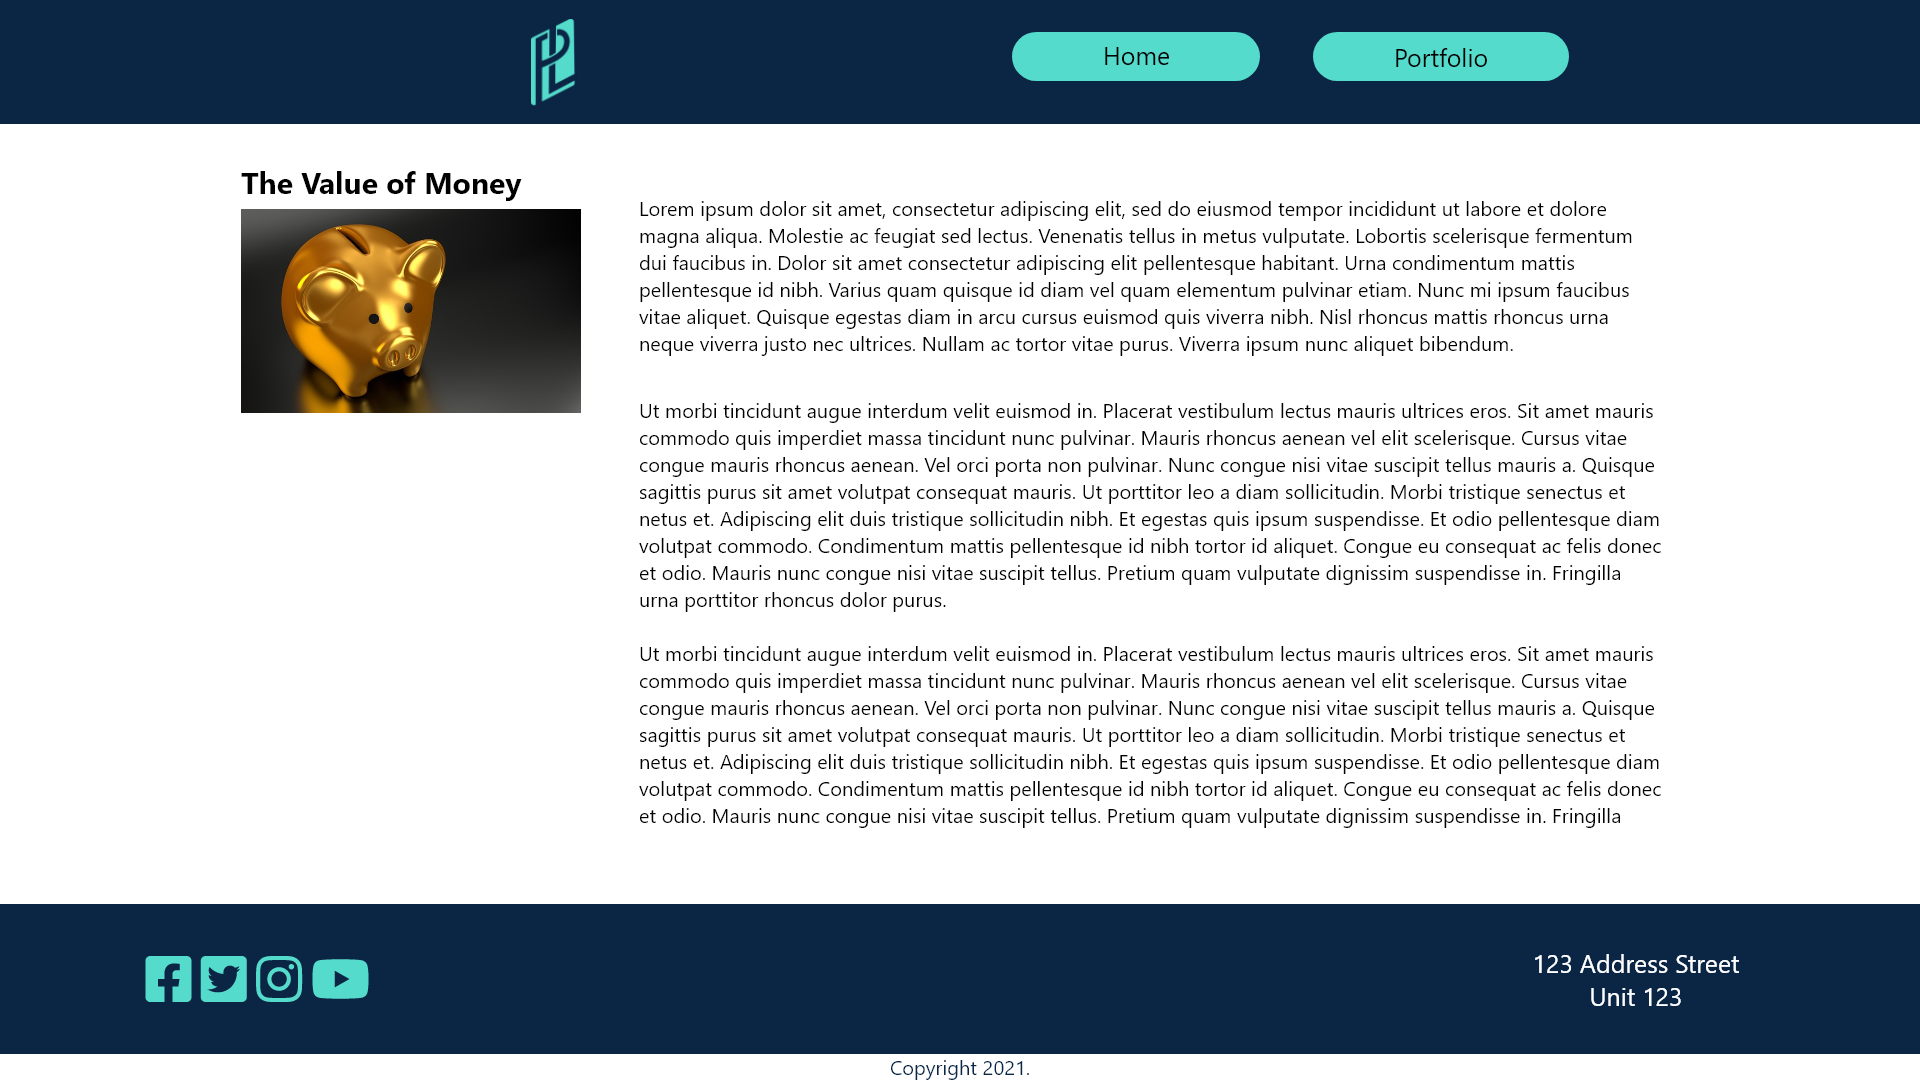 Home
Portfolio
The Value of Money
Lorem ipsum dolor sit amet, consectetur adipiscing elit, sed do eiusmod tempor incididunt ut labore et dolore
magna aliqua. Molestie ac feugiat sed lectus. Venenatis tellus in metus vulputate. Lobortis scelerisque fermentum
dui faucibus in. Dolor sit amet consectetur adipiscing elit pellentesque habitant. Urna condimentum mattis
pellentesque id nibh. Varius quam quisque id diam vel quam elementum pulvinar etiam. Nunc mi ipsum faucibus
vitae aliquet. Quisque egestas diam in arcu cursus euismod quis viverra nibh. Nisl rhoncus mattis rhoncus urna
neque viverra justo nec ultrices. Nullam ac tortor vitae purus. Viverra ipsum nunc aliquet bibendum.
Ut morbi tincidunt augue interdum velit euismod in. Placerat vestibulum lectus mauris ultrices eros. Sit amet mauris
commodo quis imperdiet massa tincidunt nunc pulvinar. Mauris rhoncus aenean vel elit scelerisque. Cursus vitae
congue mauris rhoncus aenean. Vel orci porta non pulvinar. Nunc congue nisi vitae suscipit tellus mauris a. Quisque
sagittis purus sit amet volutpat consequat mauris. Ut porttitor leo a diam sollicitudin. Morbi tristique senectus et
netus et. Adipiscing elit duis tristique sollicitudin nibh. Et egestas quis ipsum suspendisse. Et odio pellentesque diam
volutpat commodo. Condimentum mattis pellentesque id nibh tortor id aliquet. Congue eu consequat ac felis donec
et odio. Mauris nunc congue nisi vitae suscipit tellus. Pretium quam vulputate dignissim suspendisse in. Fringilla
urna porttitor rhoncus dolor purus.
Ut morbi tincidunt augue interdum velit euismod in. Placerat vestibulum lectus mauris ultrices eros. Sit amet mauris
commodo quis imperdiet massa tincidunt nunc pulvinar. Mauris rhoncus aenean vel elit scelerisque. Cursus vitae
congue mauris rhoncus aenean. Vel orci porta non pulvinar. Nunc congue nisi vitae suscipit tellus mauris a. Quisque
sagittis purus sit amet volutpat consequat mauris. Ut porttitor leo a diam sollicitudin. Morbi tristique senectus et
netus et. Adipiscing elit duis tristique sollicitudin nibh. Et egestas quis ipsum suspendisse. Et odio pellentesque diam
volutpat commodo. Condimentum mattis pellentesque id nibh tortor id aliquet. Congue eu consequat ac felis donec
et odio. Mauris nunc congue nisi vitae suscipit tellus. Pretium quam vulputate dignissim suspendisse in. Fringilla
123 Address Street
Unit 123
Copyright 2021.